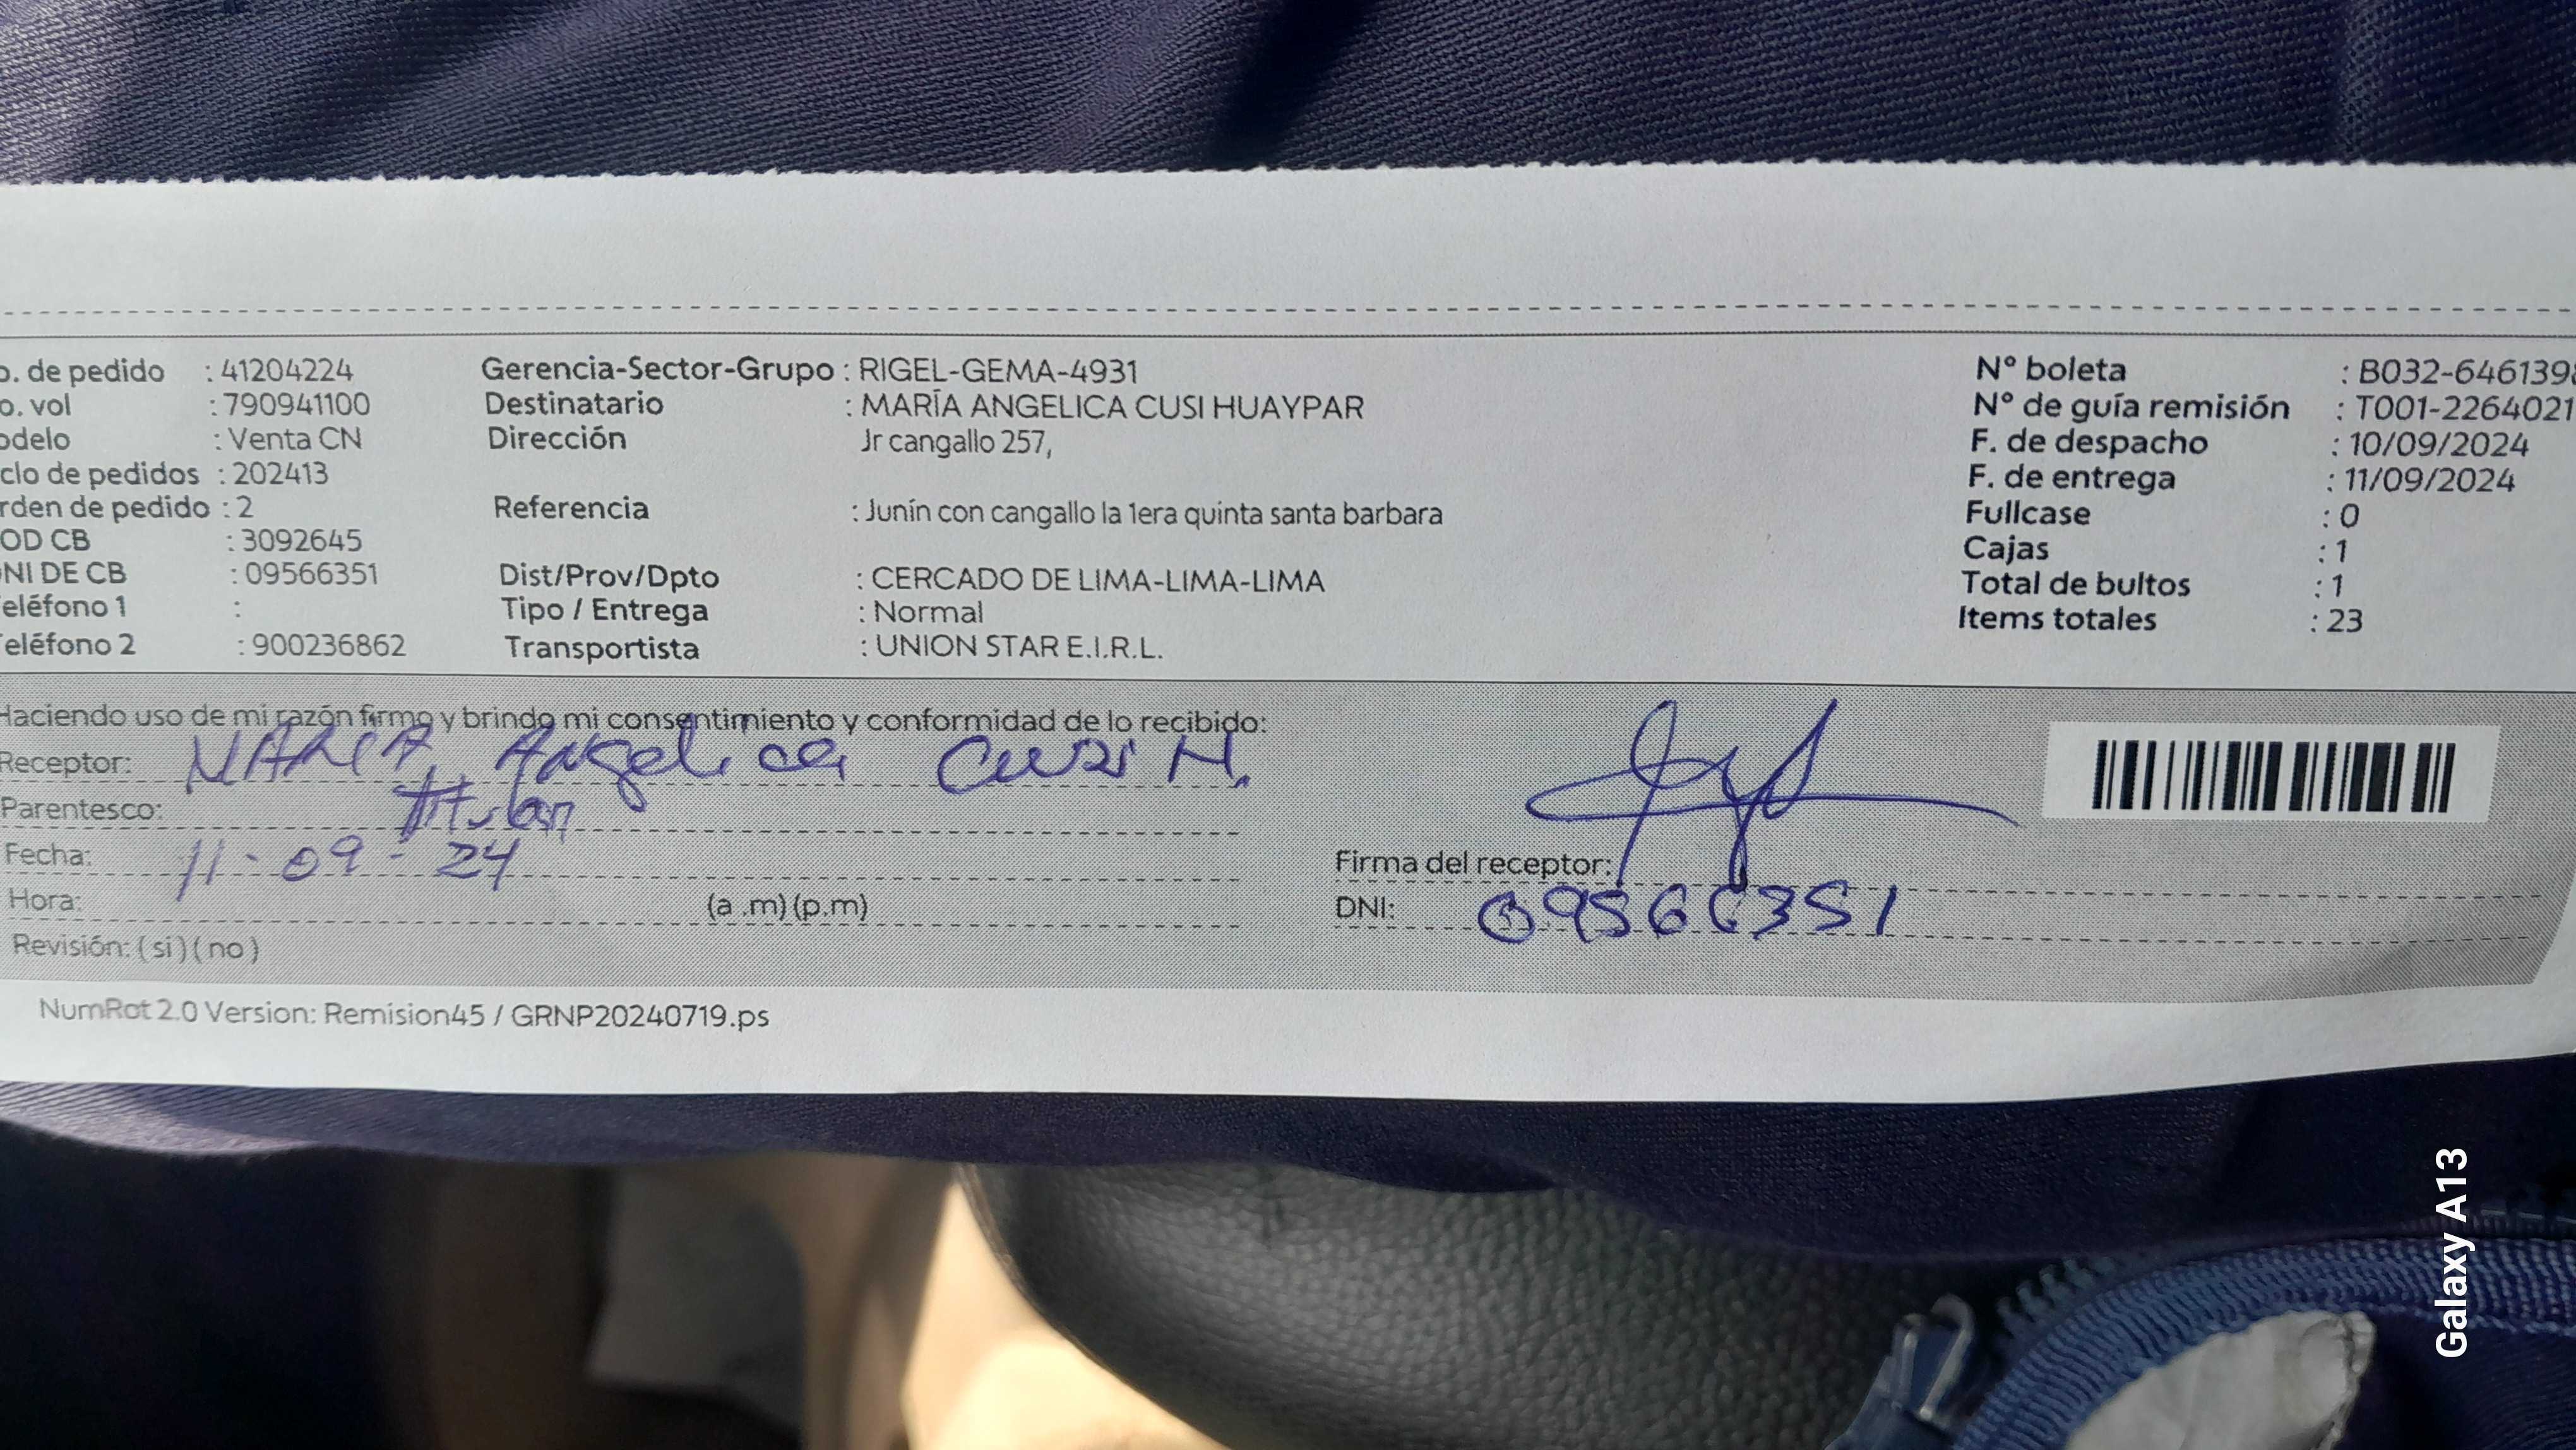 o. de pedido : 41204224 Gerencia-Sector-Grupo : RIGEL-GEMA-4931 Nº boleta : B032-6461398
o. vol : 790941100 Destinatario : MARÍA ANGELICA CUSI HUAYPAR Nº de guía remisión : T001-2264021
odelo : Venta CN Dirección Jr cangallo 257, F. de despacho : 10/09/2024
clo de pedidos : 202413 F. de entrega : 11/09/2024
rden de pedido : 2 Referencia : Junín con cangallo la 1era quinta santa barbara Fullcase : 0
OD CB : 3092645 Cajas : 1
NI DE CB : 09566351 Dist/Prov/Dpto : CERCADO DE LIMA-LIMA-LIMA Total de bultos : 1
eléfono 1 : Tipo / Entrega : Normal Items totales : 23
eléfono 2 : 900236862 Transportista : UNION STAR E.I.R.L.
Haciendo uso de mi razón firmo y brindo mi consentimiento y conformidad de lo recibido:
Receptor: MARIA Angelica Cusi H.
Parentesco: Titular
Fecha: 11-09-24 Firma del receptor:
Hora: (a .m) (p.m) DNI: 09566351
Revisión: ( si ) ( no )
NumRot 2.0 Version: Remision45 / GRNP20240719.ps
Galaxy A13